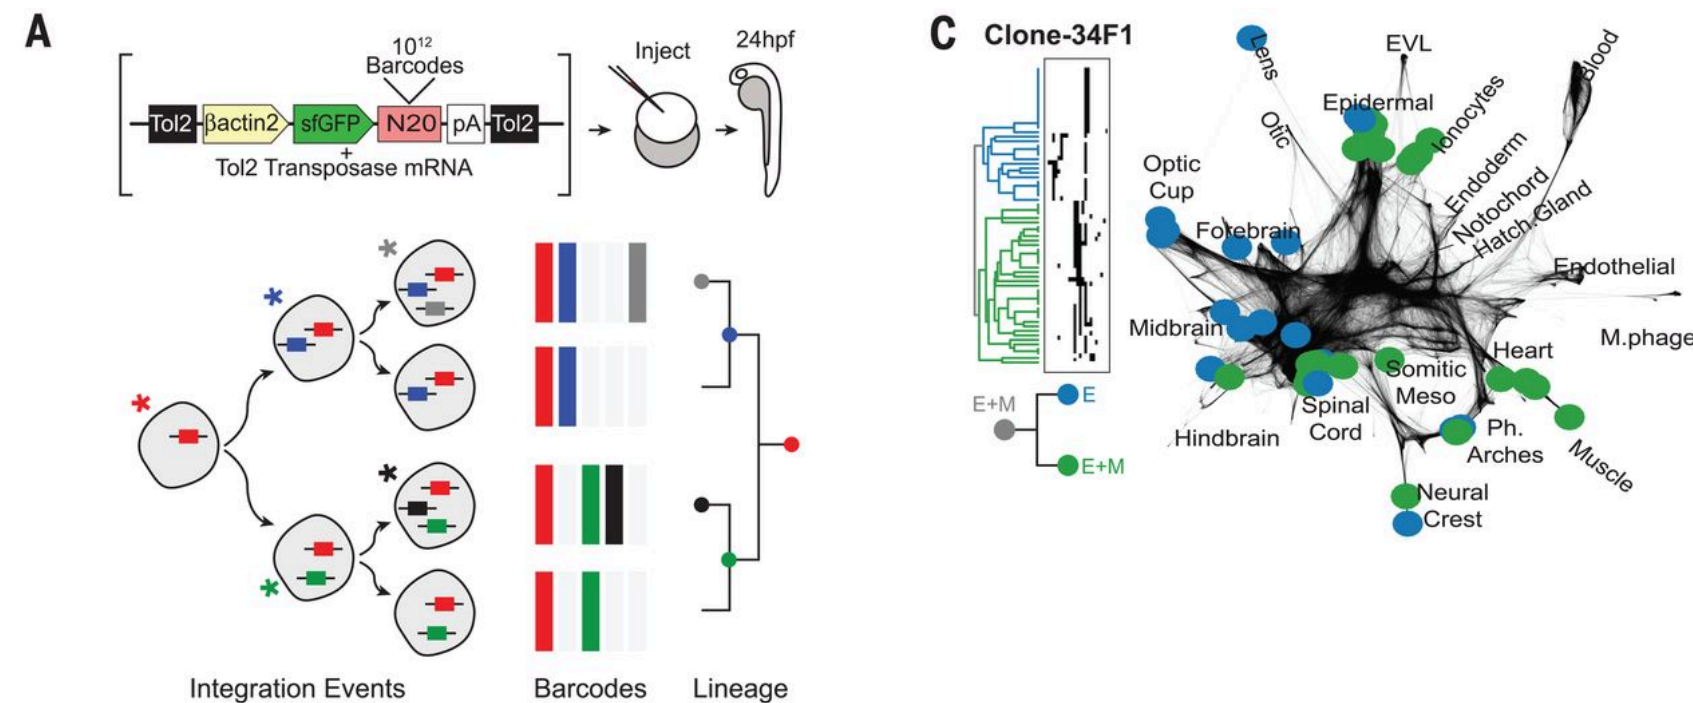 A
10¹²
Barcodes
Tol2
βactin2
sfGFP
N20
pA
Tol2
+
Tol2 Transposase mRNA
Inject
24hpf
*
*
*
*
*
Integration Events
Barcodes
Lineage
C
Clone-34F1
E+M
E
E+M
Lens
EVL
Blood
Epidermal
Ionocytes
Otic
Optic
Cup
Endoderm
Notochord
Hatch.Gland
Forebrain
Endothelial
Midbrain
M.phage
Heart
Somitic
Meso
Spinal
Cord
Hindbrain
Ph.
Arches
Muscle
Neural
Crest